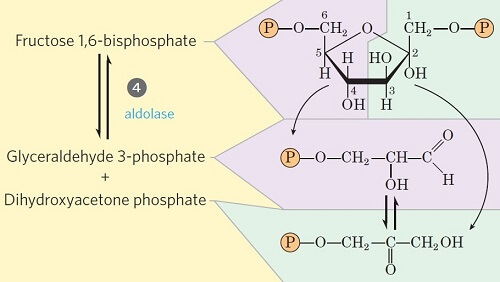 Fructose 1,6-bisphosphate
4
aldolase
Glyceraldehyde 3-phosphate
+
Dihydroxyacetone phosphate
6 1
P—O—CH₂ O CH₂—O—P
5 H HO 2
H OH
4 3
OH H
O
P—O—CH₂—CH—C
OH H
P—O—CH₂—C—CH₂OH
O